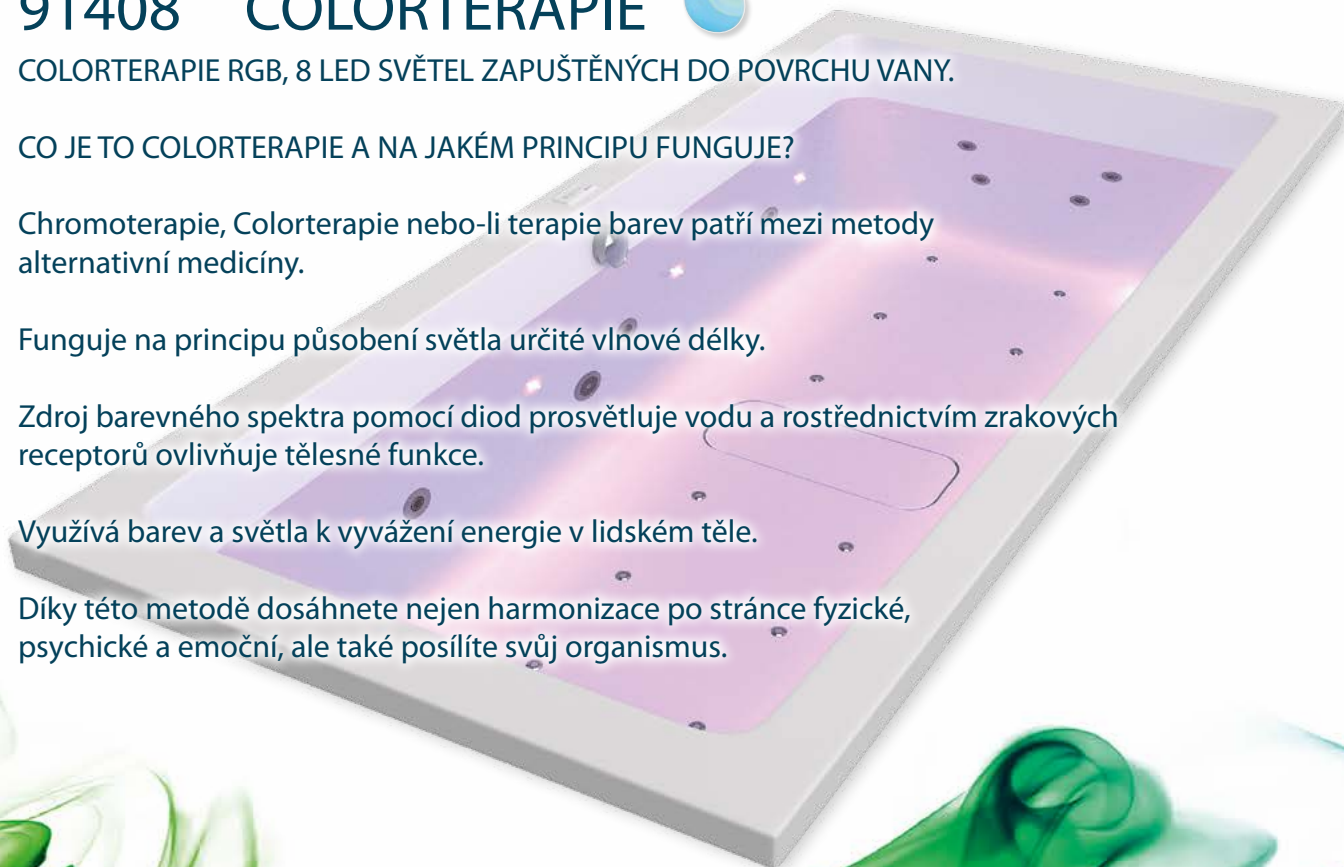 91408 COLORTERAPIE
COLORTERAPIE RGB, 8 LED SVĚTEL ZAPUŠTĚNÝCH DO POVRCHU VANY.
CO JE TO COLORTERAPIE A NA JAKÉM PRINCIPU FUNGUJE?
Chromoterapie, Colorterapie nebo-li terapie barev patří mezi metody
alternativní medicíny.
Funguje na principu působení světla určité vlnové délky.
Zdroj barevného spektra pomocí diod prosvětluje vodu a rostřednictvím zrakových
receptorů ovlivňuje tělesné funkce.
Využívá barev a světla k vyvážení energie v lidském těle.
Díky této metodě dosáhnete nejen harmonizace po stránce fyzické,
psychické a emoční, ale také posílíte svůj organismus.